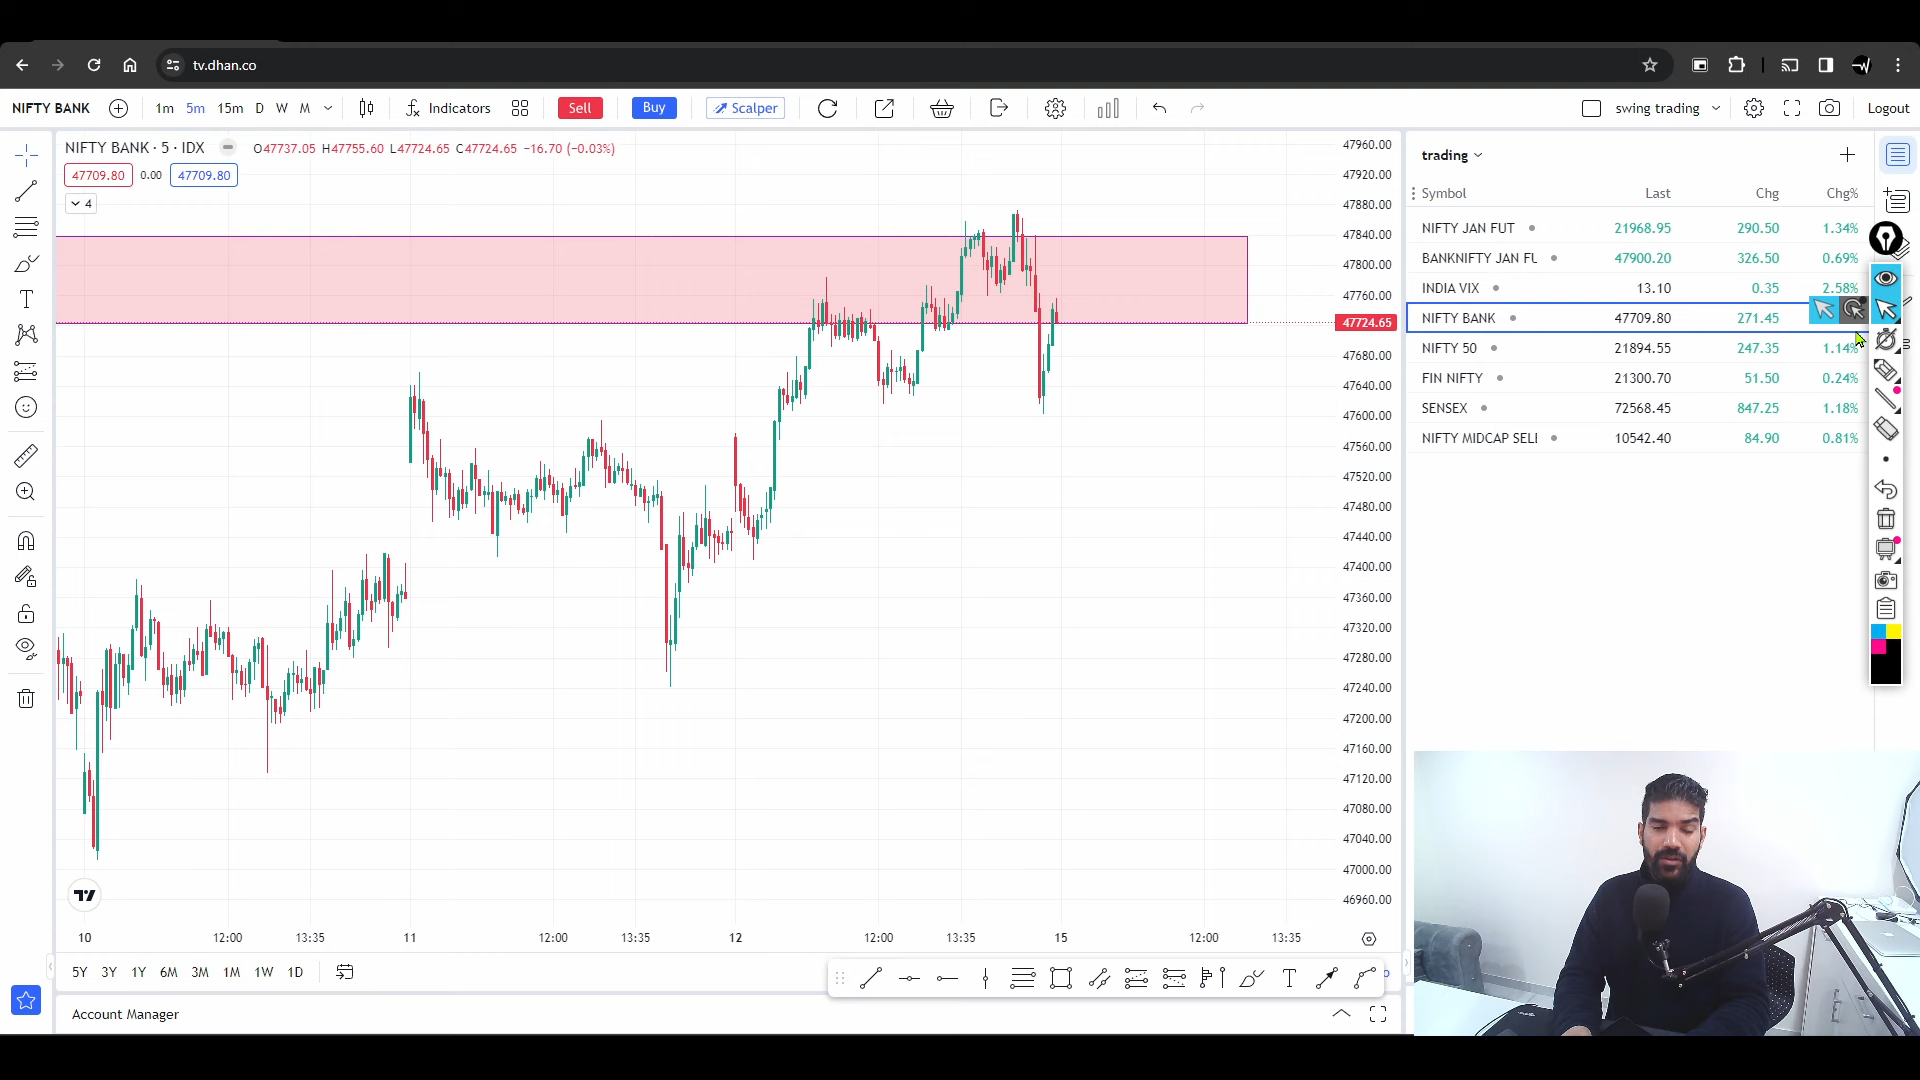 tv.dhan.co
NIFTY BANK 1m 5m 15m D W M Indicators Sell Buy Scalper swing trading Logout
NIFTY BANK · 5 · IDX O47737.05 H47755.60 L47724.65 C47724.65 −16.70 (−0.03%)
47709.80 0.00 47709.80
4
47960.00
47920.00
47880.00
47840.00
47800.00
47760.00
47724.65
47680.00
47640.00
47600.00
47560.00
47520.00
47480.00
47440.00
47400.00
47360.00
47320.00
47280.00
47240.00
47200.00
47160.00
47120.00
47080.00
47040.00
47000.00
46960.00
10 12:00 13:35 11 12:00 13:35 12 12:00 13:35 15 12:00 13:35
5Y 3Y 1Y 6M 3M 1M 1W 1D
Account Manager
trading
Symbol Last Chg Chg%
NIFTY JAN FUT 21968.95 290.50 1.34%
BANKNIFTY JAN FU 47900.20 326.50 0.69%
INDIA VIX 13.10 0.35 2.58%
NIFTY BANK 47709.80 271.45
NIFTY 50 21894.55 247.35 1.14%
FIN NIFTY 21300.70 51.50 0.24%
SENSEX 72568.45 847.25 1.18%
NIFTY MIDCAP SEL 10542.40 84.90 0.81%